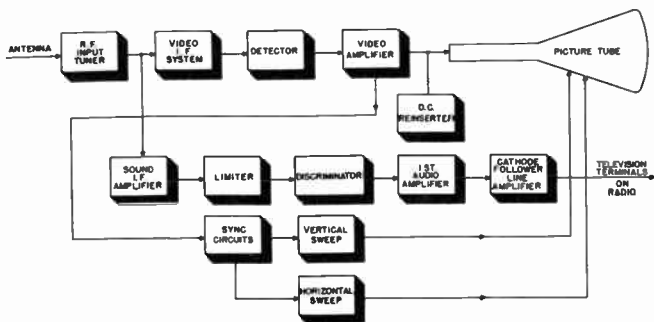 ANTENNA
R.F.
INPUT
TUNER
VIDEO
I.F.
SYSTEM
DETECTOR
VIDEO
AMPLIFIER
PICTURE TUBE
D.C.
REINSERTER
SOUND
I.F.
AMPLIFIER
LIMITER
DISCRIMINATOR
1ST.
AUDIO
AMPLIFIER
CATHODE
FOLLOWER
LINE
AMPLIFIER
TELEVISION
TERMINALS
ON
RADIO
SYNC
CIRCUITS
VERTICAL
SWEEP
HORIZONTAL
SWEEP